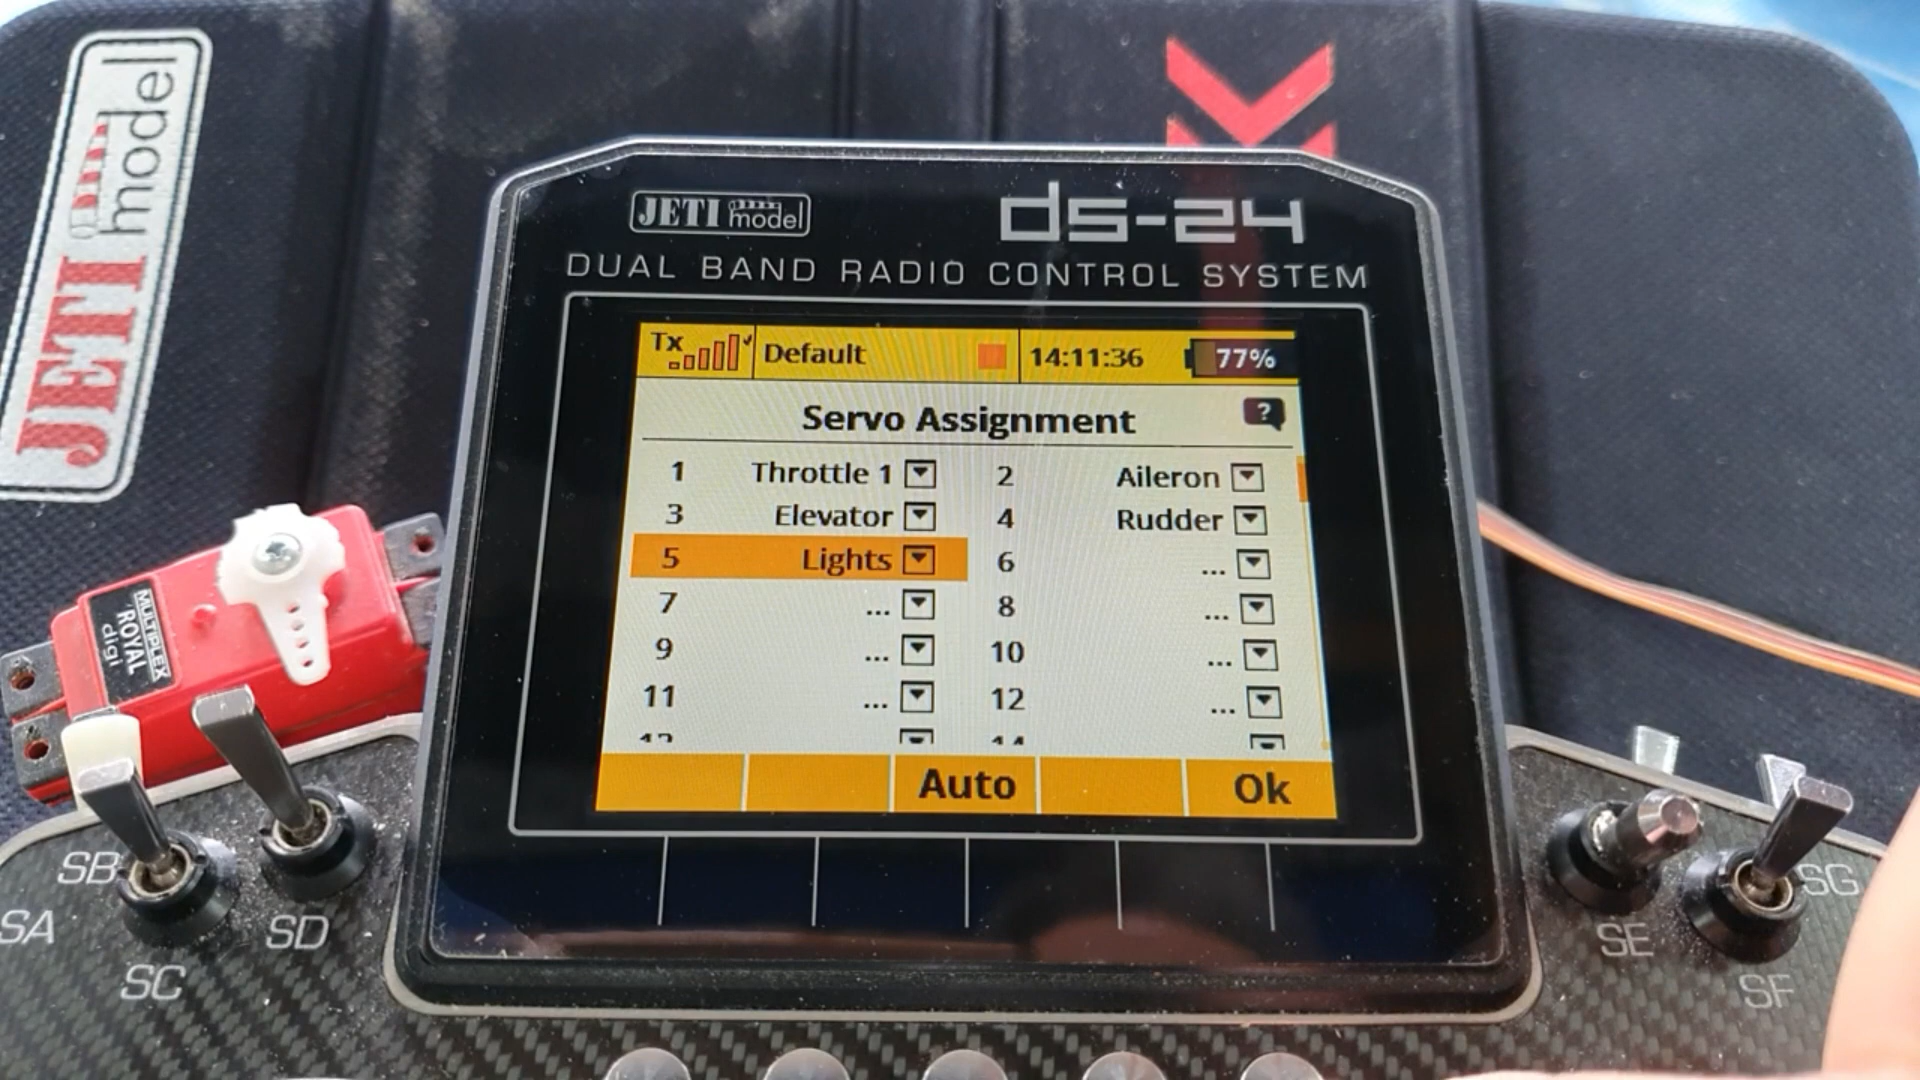 JETI model
JETI model
ds-24
DUAL BAND RADIO CONTROL SYSTEM
Tx Default 14:11:36 77%
Servo Assignment ?
1 Throttle 1 2 Aileron
3 Elevator 4 Rudder
5 Lights 6 ...
7 ... 8 ...
9 ... 10 ...
11 ... 12 ...
Auto Ok
MULTIPLEX
ROYAL
digi
SB
SA
SD
SC
SG
SE
SF